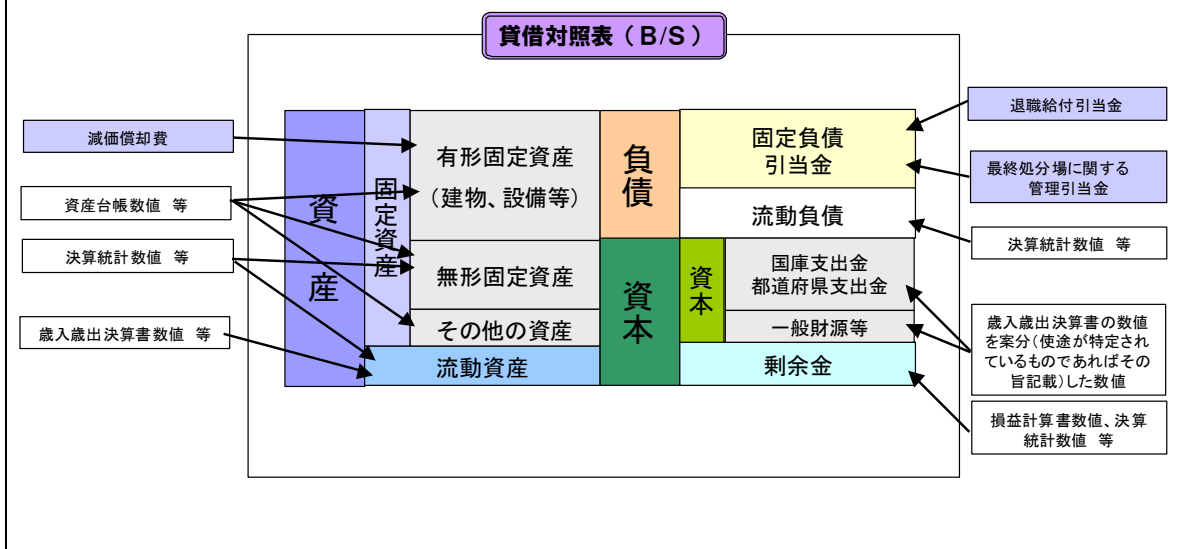 貸借対照表(B/S)
減価償却費
資産台帳数値 等
決算統計数値 等
歳入歳出決算書数値 等
資産
固定資産
有形固定資産
(建物、設備等)
無形固定資産
その他の資産
流動資産
負債
固定負債
引当金
流動負債
資本
資本
国庫支出金
都道府県支出金
一般財源等
剰余金
退職給付引当金
最終処分場に関する
管理引当金
決算統計数値 等
歳入歳出決算書の数値
を案分(使途が特定され
ているものであればその
旨記載)した数値
損益計算書数値、決算
統計数値 等